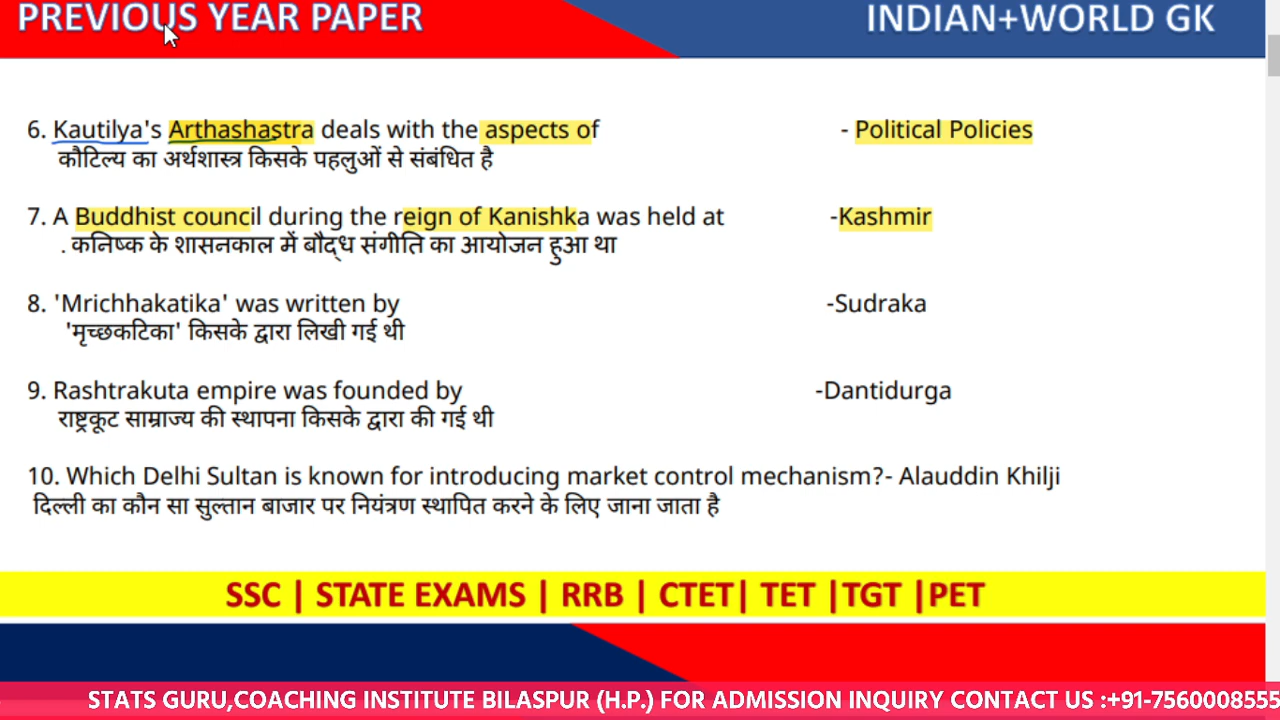 PREVIOUS YEAR PAPER INDIAN+WORLD GK
6. Kautilya's Arthashastra deals with the aspects of - Political Policies
कौटिल्य का अर्थशास्त्र किसके पहलुओं से संबंधित है
7. A Buddhist council during the reign of Kanishka was held at -Kashmir
. कनिष्क के शासनकाल में बौद्ध संगीति का आयोजन हुआ था
8. 'Mrichhakatika' was written by -Sudraka
'मृच्छकटिका' किसके द्वारा लिखी गई थी
9. Rashtrakuta empire was founded by -Dantidurga
राष्ट्रकूट साम्राज्य की स्थापना किसके द्वारा की गई थी
10. Which Delhi Sultan is known for introducing market control mechanism?- Alauddin Khilji
दिल्ली का कौन सा सुल्तान बाजार पर नियंत्रण स्थापित करने के लिए जाना जाता है
SSC | STATE EXAMS | RRB | CTET| TET |TGT |PET
STATS GURU,COACHING INSTITUTE BILASPUR (H.P.) FOR ADMISSION INQUIRY CONTACT US :+91-7560008555